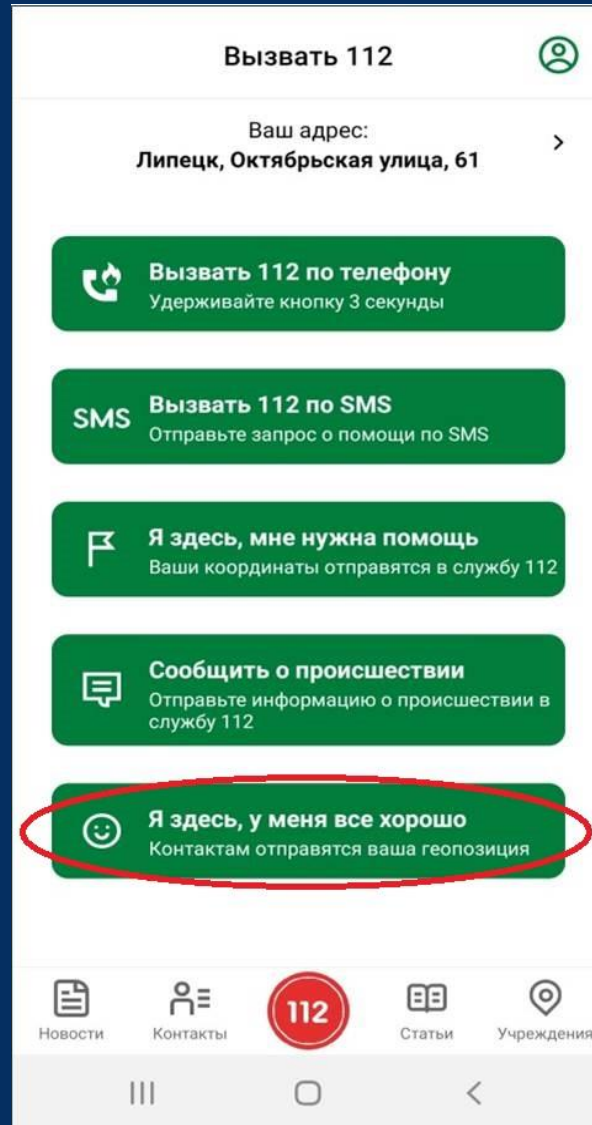 Вызвать 112
Ваш адрес:
Липецк, Октябрьская улица, 61
Вызвать 112 по телефону
Удерживайте кнопку 3 секунды
SMS
Вызвать 112 по SMS
Отправьте запрос о помощи по SMS
Я здесь, мне нужна помощь
Ваши координаты отправятся в службу 112
Сообщить о происшествии
Отправьте информацию о происшествии в
службу 112
Я здесь, у меня все хорошо
Контактам отправятся ваша геопозиция
Новости
Контакты
112
Статьи
Учреждения